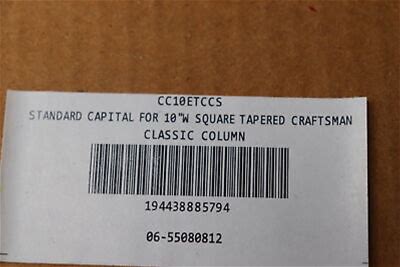 CC10ETCCS
STANDARD CAPITAL FOR 10"W SQUARE TAPERED CRAFTSMAN
CLASSIC COLUMN
194438885794
06-55080812